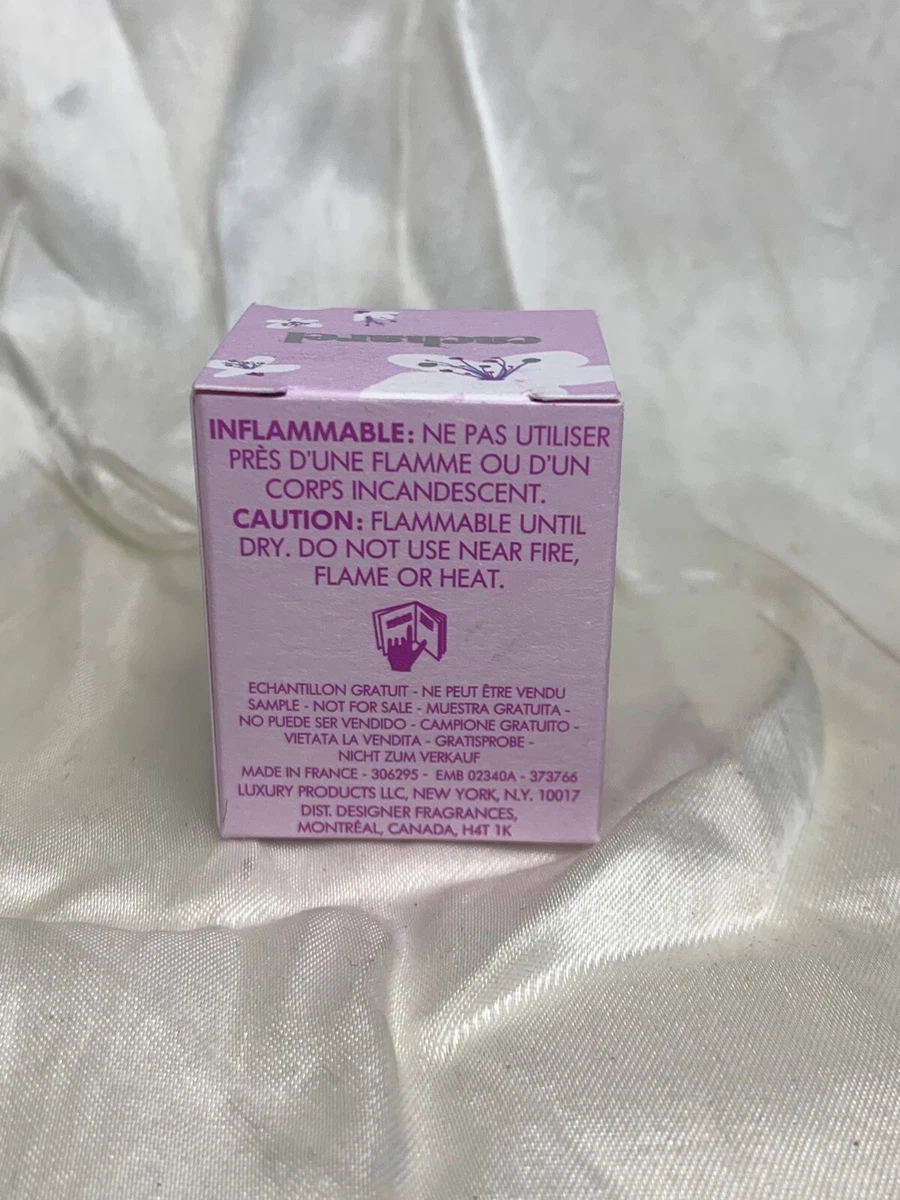 cacharel
INFLAMMABLE: NE PAS UTILISER
PRÈS D'UNE FLAMME OU D'UN
CORPS INCANDESCENT.
CAUTION: FLAMMABLE UNTIL
DRY. DO NOT USE NEAR FIRE,
FLAME OR HEAT.
ECHANTILLON GRATUIT - NE PEUT ÊTRE VENDU
SAMPLE - NOT FOR SALE - MUESTRA GRATUITA -
NO PUEDE SER VENDIDO - CAMPIONE GRATUITO -
VIETATA LA VENDITA - GRATISPROBE -
NICHT ZUM VERKAUF
MADE IN FRANCE - 306295 - EMB 02340A - 373766
LUXURY PRODUCTS LLC, NEW YORK, N.Y. 10017
DIST. DESIGNER FRAGRANCES,
MONTRÉAL, CANADA, H4T 1K